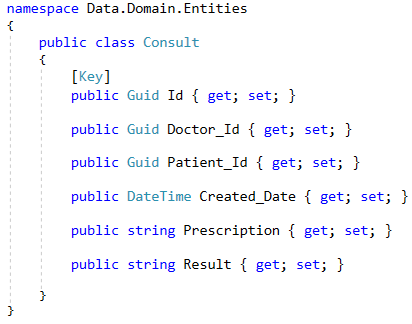 namespace Data.Domain.Entities
{
public class Consult
{
[Key]
public Guid Id { get; set; }
public Guid Doctor_Id { get; set; }
public Guid Patient_Id { get; set; }
public DateTime Created_Date { get; set; }
public string Prescription { get; set; }
public string Result { get; set; }
}
}